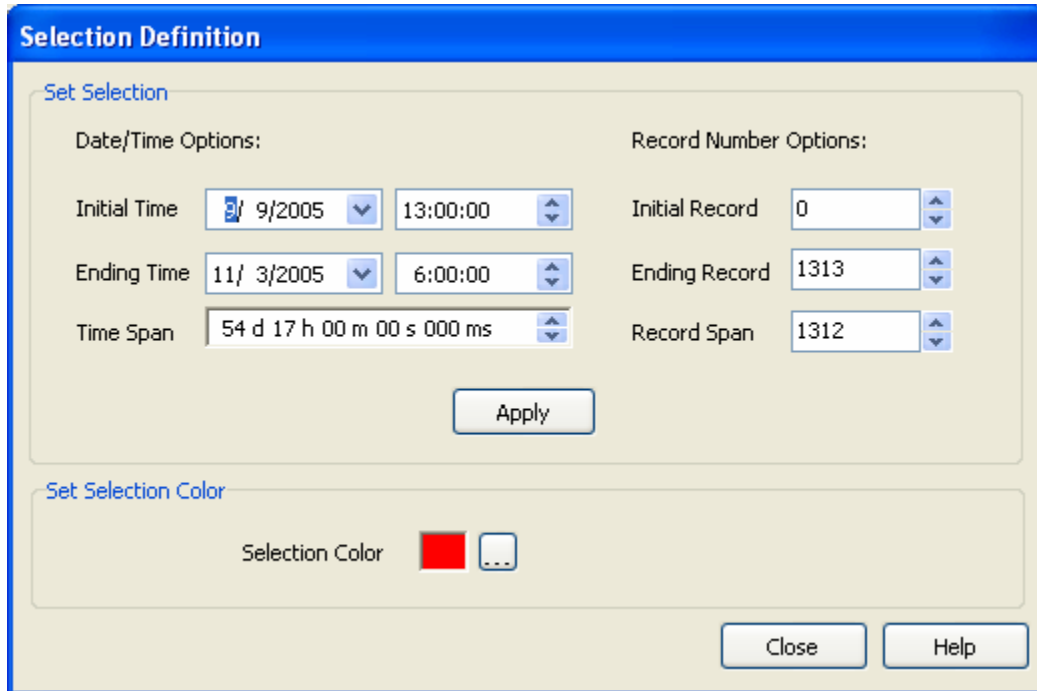 Selection Definition
Set Selection
Date/Time Options: Record Number Options:
Initial Time 9/ 9/2005 13:00:00 Initial Record 0
Ending Time 11/ 3/2005 6:00:00 Ending Record 1313
Time Span 54 d 17 h 00 m 00 s 000 ms Record Span 1312
Apply
Set Selection Color
Selection Color ...
Close Help